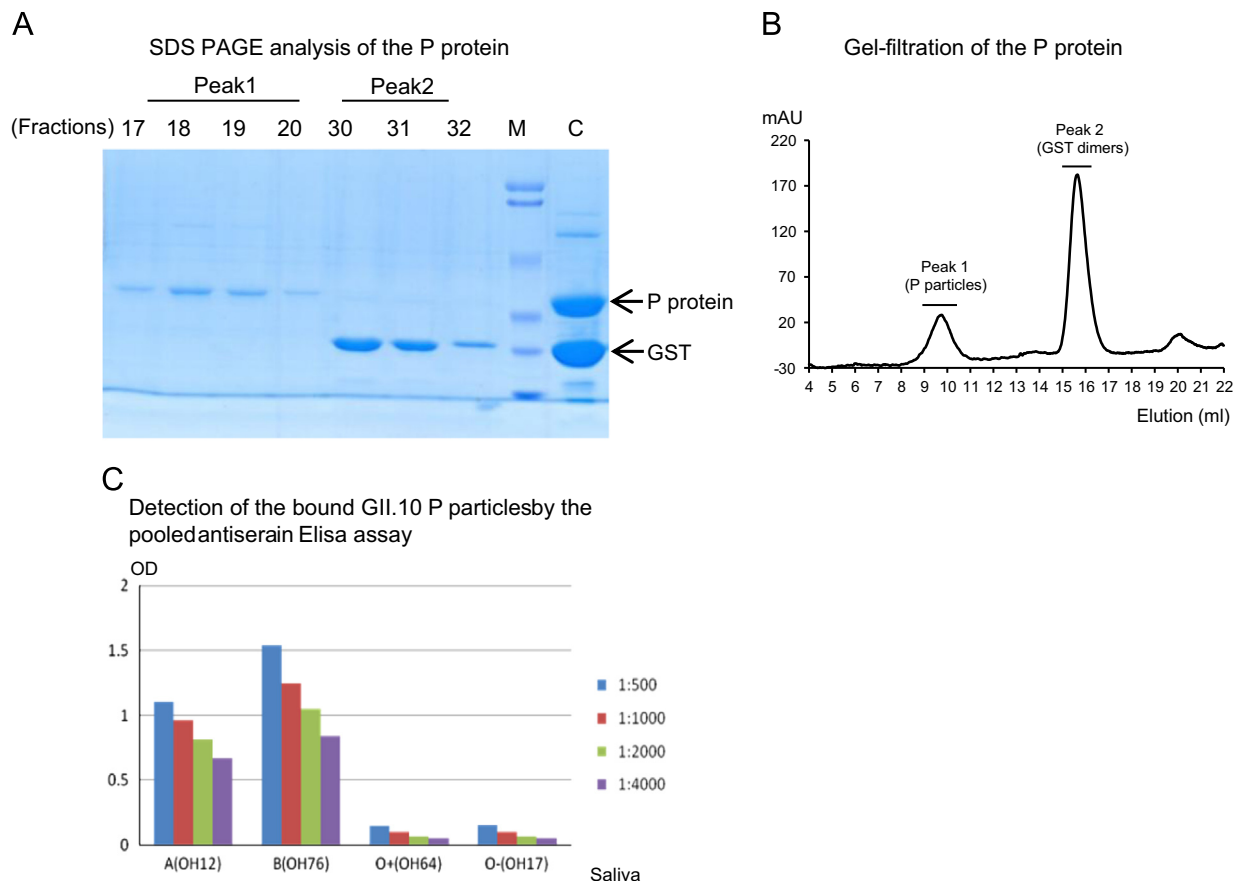 A
SDS PAGE analysis of the P protein
Peak1 Peak2
(Fractions) 17 18 19 20 30 31 32 M C
P protein
GST
B
Gel-filtration of the P protein
mAU
220
170
120
70
20
-30
Peak 2
(GST dimers)
Peak 1
(P particles)
4 5 6 7 8 9 10 11 12 13 14 15 16 17 18 19 20 21 22
Elution (ml)
C
Detection of the bound GII.10 P particlesby the
pooledantiserain Elisa assay
OD
2
1.5
1
0.5
0
1:500
1:1000
1:2000
1:4000
A(OH12) B(OH76) O+(OH64) O-(OH17)
Saliva